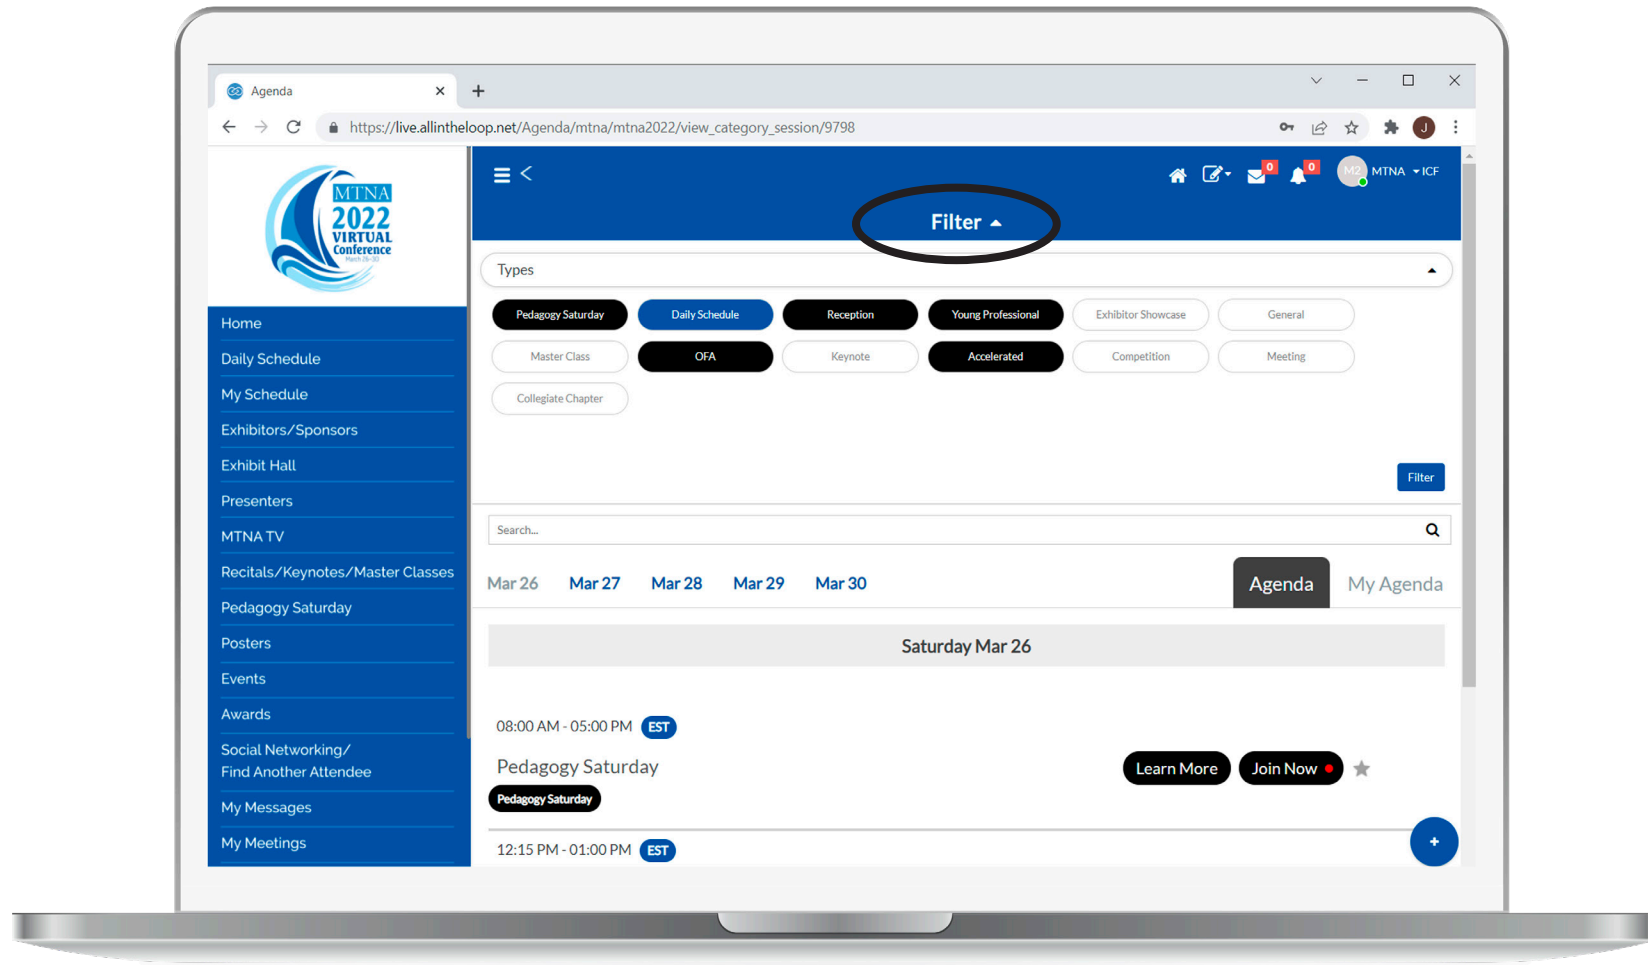 Agenda
https://live.allintheloop.net/Agenda/mtna/mtna2022/view_category_session/9798
J
MTNA
2022
VIRTUAL
Conference
March 26-30
0
0
M2
MTNA
ICF
Filter
Types
Pedagogy Saturday
Daily Schedule
Reception
Young Professional
Exhibitor Showcase
General
Master Class
OFA
Keynote
Accelerated
Competition
Meeting
Collegiate Chapter
Filter
Search...
Mar 26
Mar 27
Mar 28
Mar 29
Mar 30
Agenda
My Agenda
Saturday Mar 26
08:00 AM - 05:00 PM EST
Pedagogy Saturday
Learn More
Join Now
Pedagogy Saturday
12:15 PM - 01:00 PM EST
Home
Daily Schedule
My Schedule
Exhibitors/Sponsors
Exhibit Hall
Presenters
MTNA TV
Recitals/Keynotes/Master Classes
Pedagogy Saturday
Posters
Events
Awards
Social Networking/
Find Another Attendee
My Messages
My Meetings